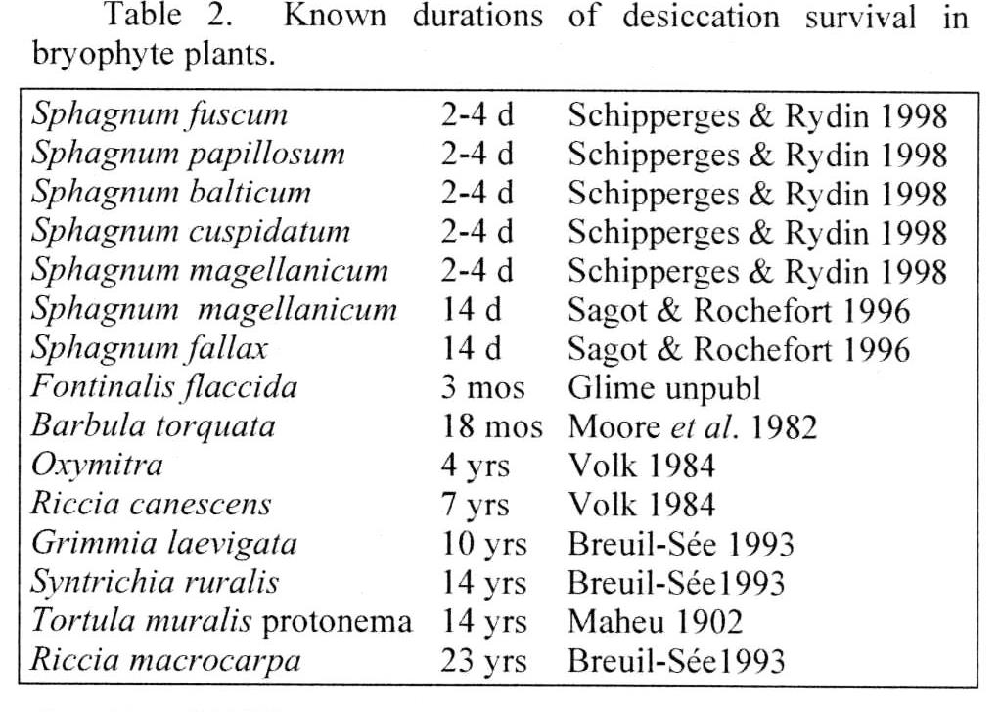 Table 2. Known durations of desiccation survival in
bryophyte plants.
Sphagnum fuscum 2-4 d Schipperges & Rydin 1998
Sphagnum papillosum 2-4 d Schipperges & Rydin 1998
Sphagnum balticum 2-4 d Schipperges & Rydin 1998
Sphagnum cuspidatum 2-4 d Schipperges & Rydin 1998
Sphagnum magellanicum 2-4 d Schipperges & Rydin 1998
Sphagnum magellanicum 14 d Sagot & Rochefort 1996
Sphagnum fallax 14 d Sagot & Rochefort 1996
Fontinalis flaccida 3 mos Glime unpubl
Barbula torquata 18 mos Moore et al. 1982
Oxymitra 4 yrs Volk 1984
Riccia canescens 7 yrs Volk 1984
Grimmia laevigata 10 yrs Breuil-Sée 1993
Syntrichia ruralis 14 yrs Breuil-Sée1993
Tortula muralis protonema 14 yrs Maheu 1902
Riccia macrocarpa 23 yrs Breuil-Sée1993